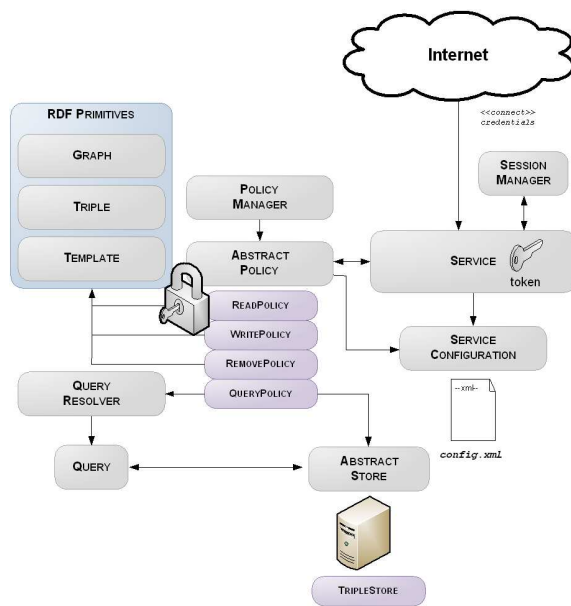 Internet
<<connect>>
credentials
RDF PRIMITIVES
GRAPH
TRIPLE
TEMPLATE
POLICY
MANAGER
ABSTRACT
POLICY
SESSION
MANAGER
SERVICE
token
READPOLICY
WRITEPOLICY
REMOVEPOLICY
QUERYPOLICY
SERVICE
CONFIGURATION
--xml--
config.xml
QUERY
RESOLVER
QUERY
ABSTRACT
STORE
TRIPLESTORE